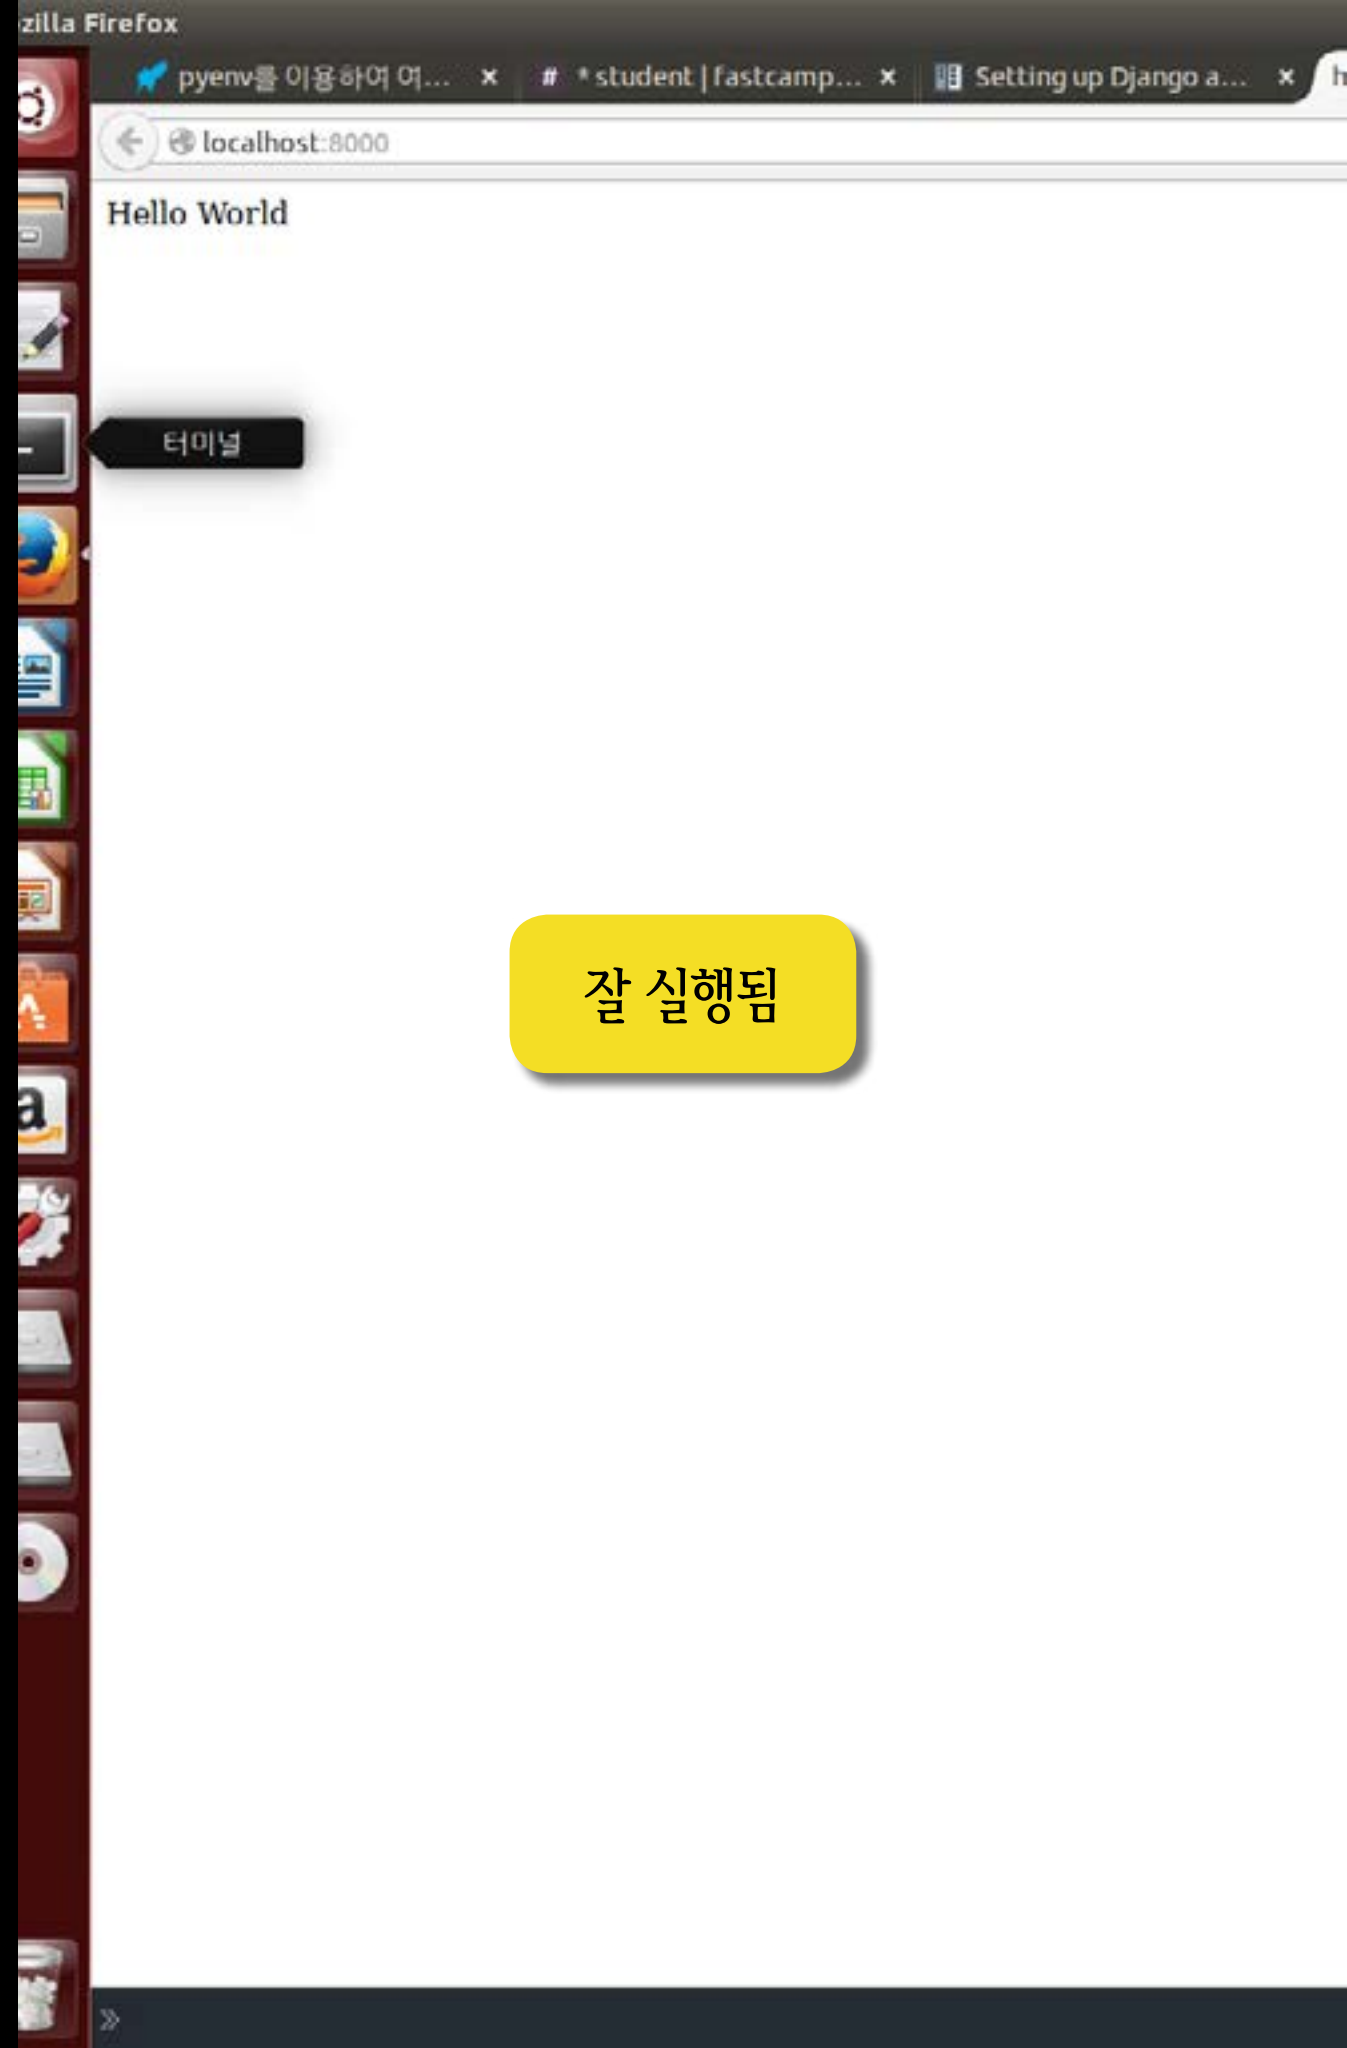 zilla Firefox
pyenv를 이용하여 여... × # * student | fastcamp... × Setting up Django a... × h
localhost:8000
Hello World
터미널
잘 실행됨
a
»